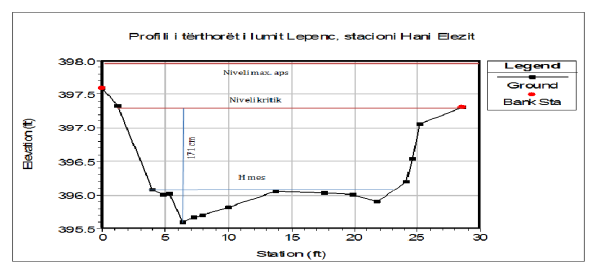 Profili i tërthorët i lumit Lepenc, stacioni Hani Elezit
398.0
397.5
397.0
396.5
396.0
395.5
Elevation (ft)
Niveli max. aps
Niveli kritik
171 cm
H mes
0
5
10
15
20
25
30
Station (ft)
Legend
Ground
Bank Sta